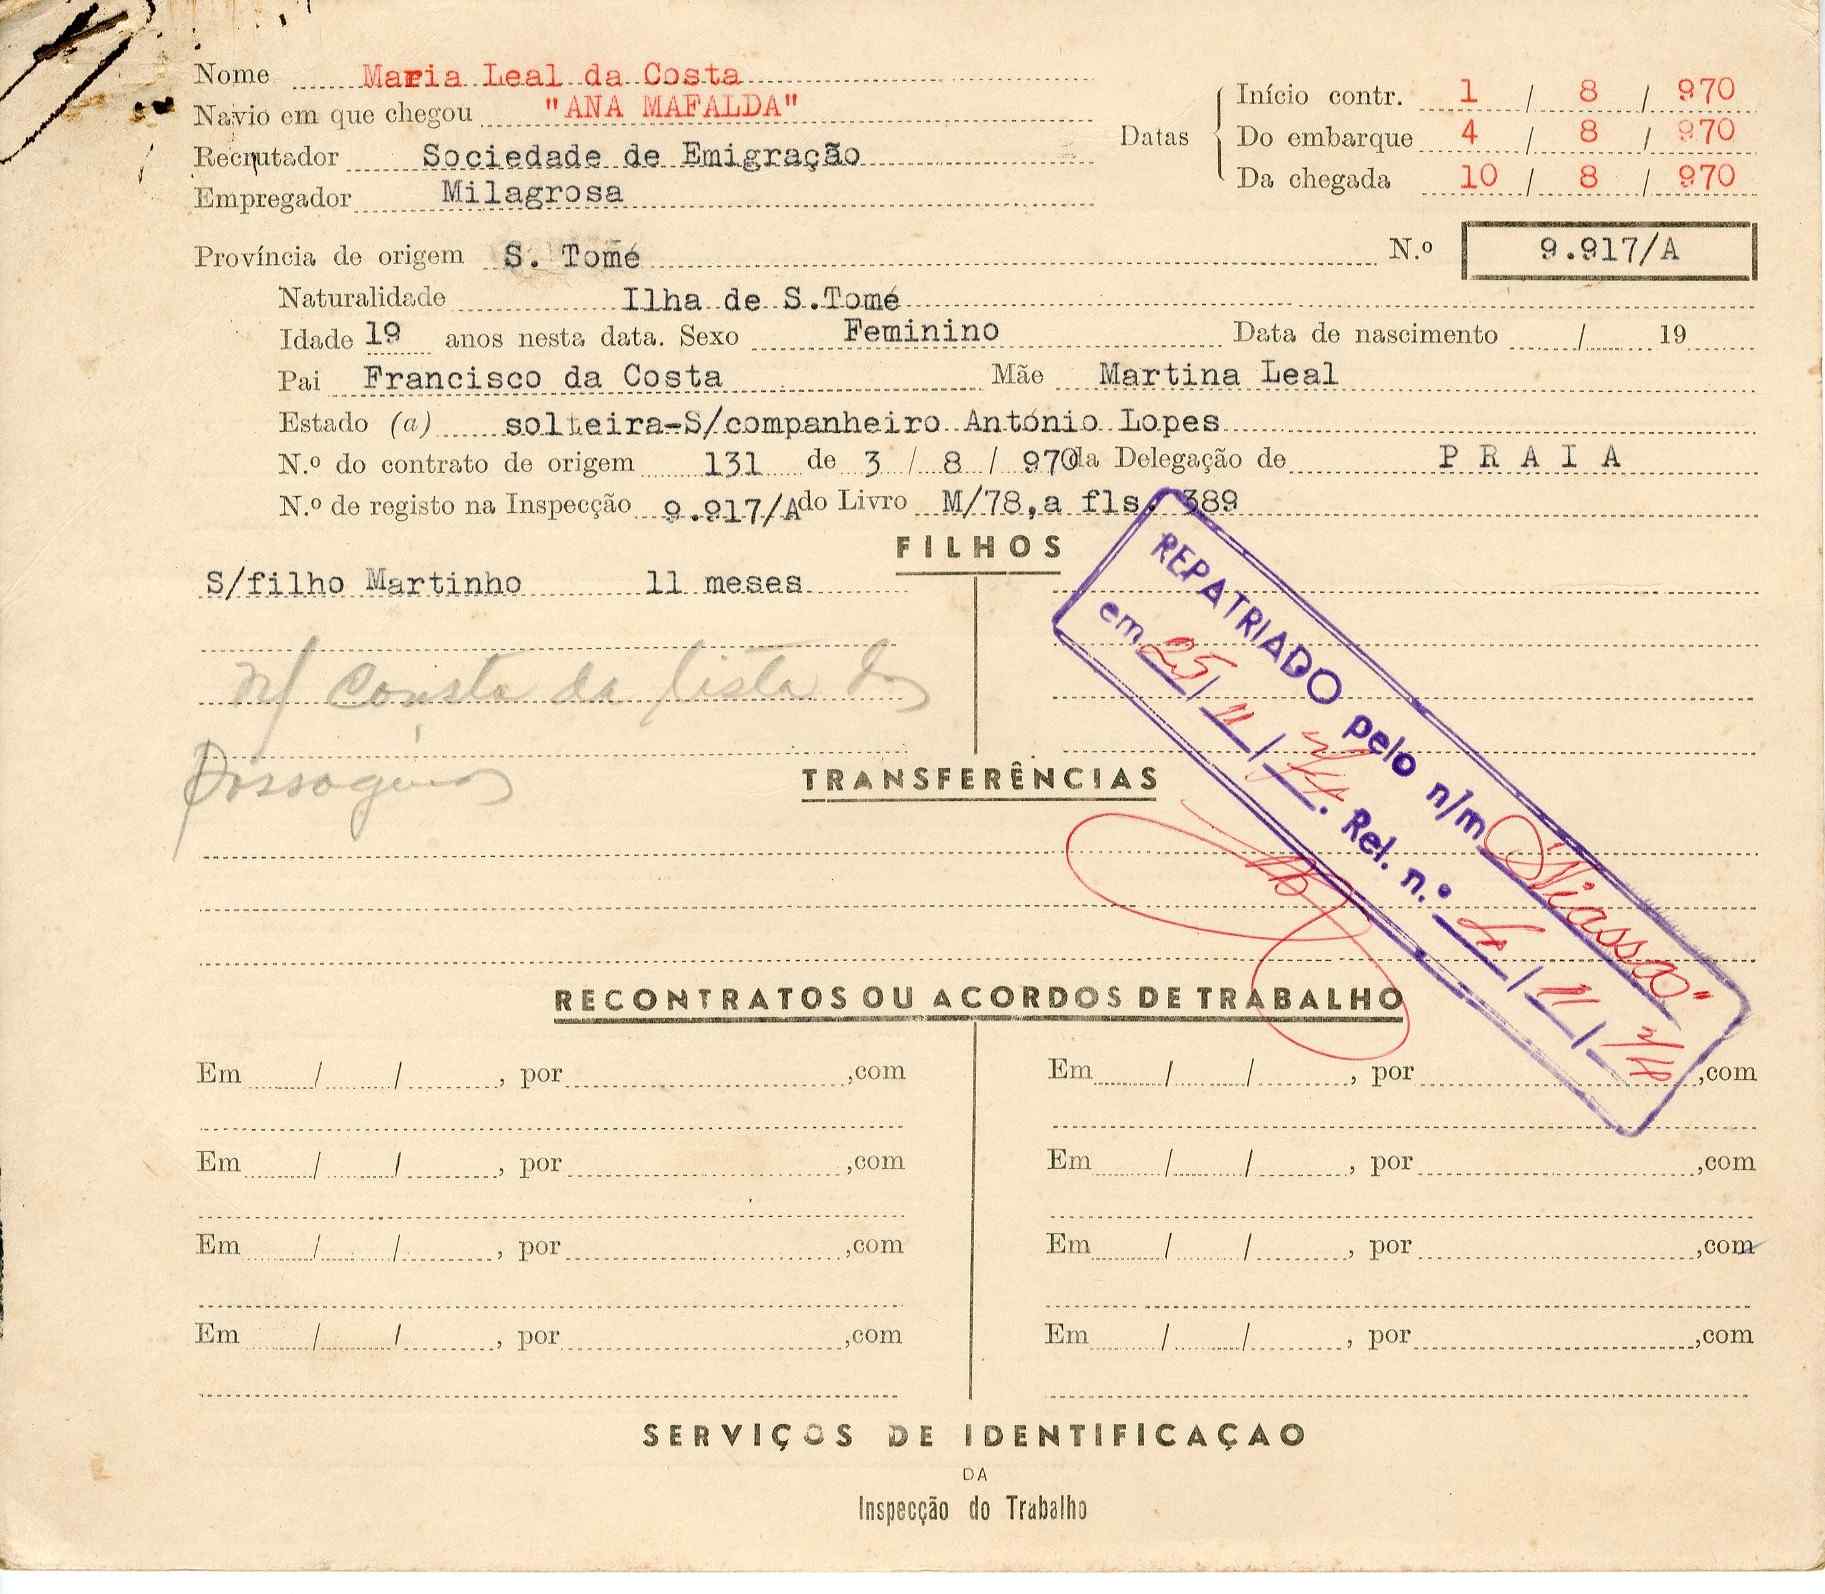 Nome Maria Leal da Costa
Navio em que chegou "ANA MAFALDA"
Recrutador Sociedade de Emigração
Empregador Milagrosa
Datas
Início contr. 1 / 8 / 970
Do embarque 4 / 8 / 970
Da chegada 10 / 8 / 970
Província de origem S. Tomé N.º 9.917/A
Naturalidade Ilha de S.Tomé
Idade 19 anos nesta data. Sexo Feminino Data de nascimento / 19
Pai Francisco da Costa Mãe Martina Leal
Estado (a) solteira-S/companheiro António Lopes
N.º do contrato de origem 131 de 3 / 8 / 970 da Delegação de PRAIA
N.º de registo na Inspecção 9.917/A do Livro M/78,a fls. 389
FILHOS
S/filho Martinho 11 meses
consta da lista
REPATRIADO pelo n/m "Niassa"
em 25/11/ . Rel. n.º / 11 /
TRANSFERÊNCIAS
RECONTRATOS OU ACORDOS DE TRABALHO
Em / / , por ,com Em / / , por ,com
Em / / , por ,com Em / / , por ,com
Em / / , por ,com Em / / , por ,com
Em / / , por ,com Em / / , por ,com
SERVIÇOS DE IDENTIFICAÇAO
DA
Inspecção do Trabalho